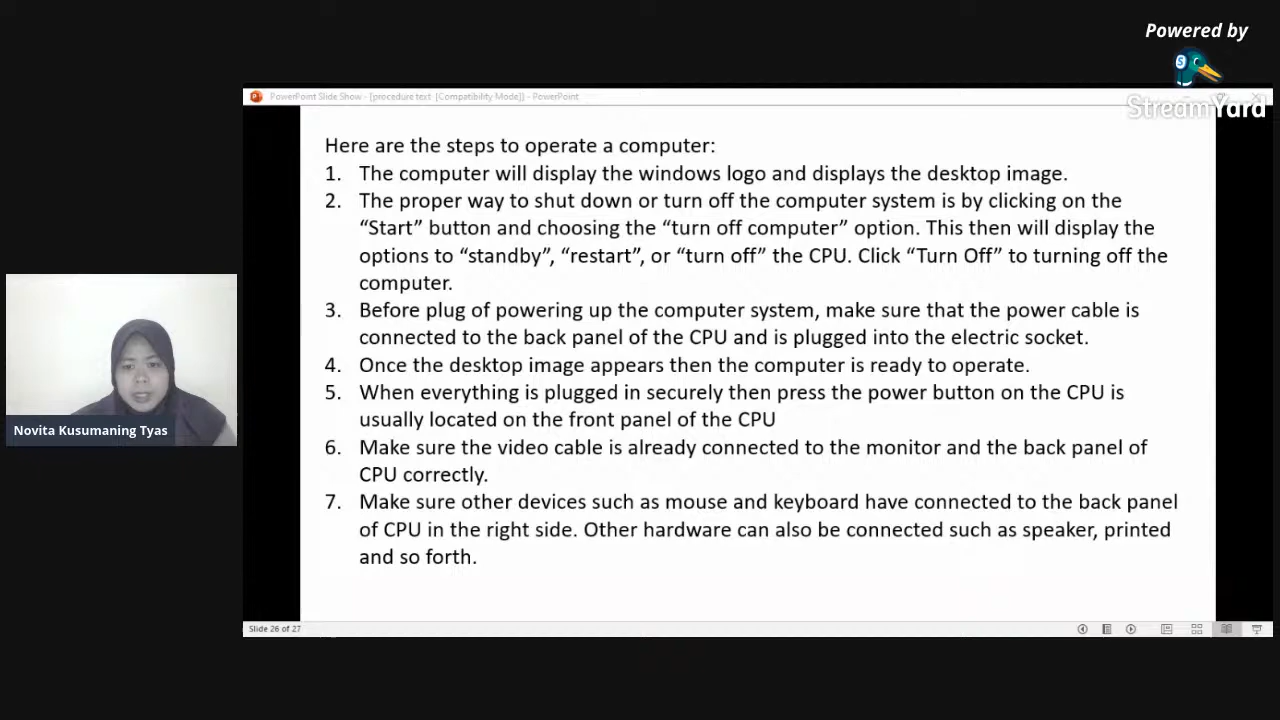 Powered by
StreamYard
PowerPoint Slide Show - [procedure text [Compatibility Mode]] - PowerPoint
Here are the steps to operate a computer:
1. The computer will display the windows logo and displays the desktop image.
2. The proper way to shut down or turn off the computer system is by clicking on the
“Start” button and choosing the “turn off computer” option. This then will display the
options to “standby”, “restart”, or “turn off” the CPU. Click “Turn Off” to turning off the
computer.
3. Before plug of powering up the computer system, make sure that the power cable is
connected to the back panel of the CPU and is plugged into the electric socket.
4. Once the desktop image appears then the computer is ready to operate.
5. When everything is plugged in securely then press the power button on the CPU is
usually located on the front panel of the CPU
6. Make sure the video cable is already connected to the monitor and the back panel of
CPU correctly.
7. Make sure other devices such as mouse and keyboard have connected to the back panel
of CPU in the right side. Other hardware can also be connected such as speaker, printed
and so forth.
Novita Kusumaning Tyas
Slide 26 of 27